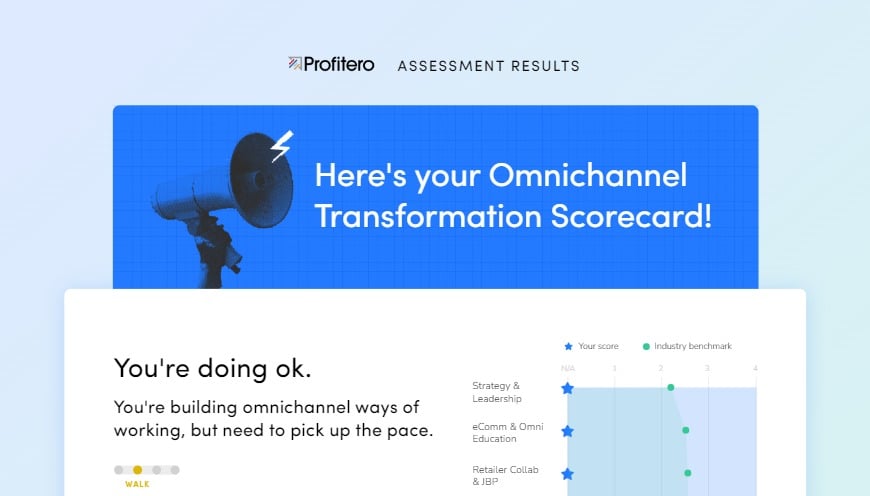 Profitero ASSESSMENT RESULTS
Here's your Omnichannel
Transformation Scorecard!
You're doing ok.
You're building omnichannel ways of
working, but need to pick up the pace.
WALK
Your score Industry benchmark
N/A 1 2 3 4
Strategy &
Leadership
eComm & Omni
Education
Retailer Collab
& JBP